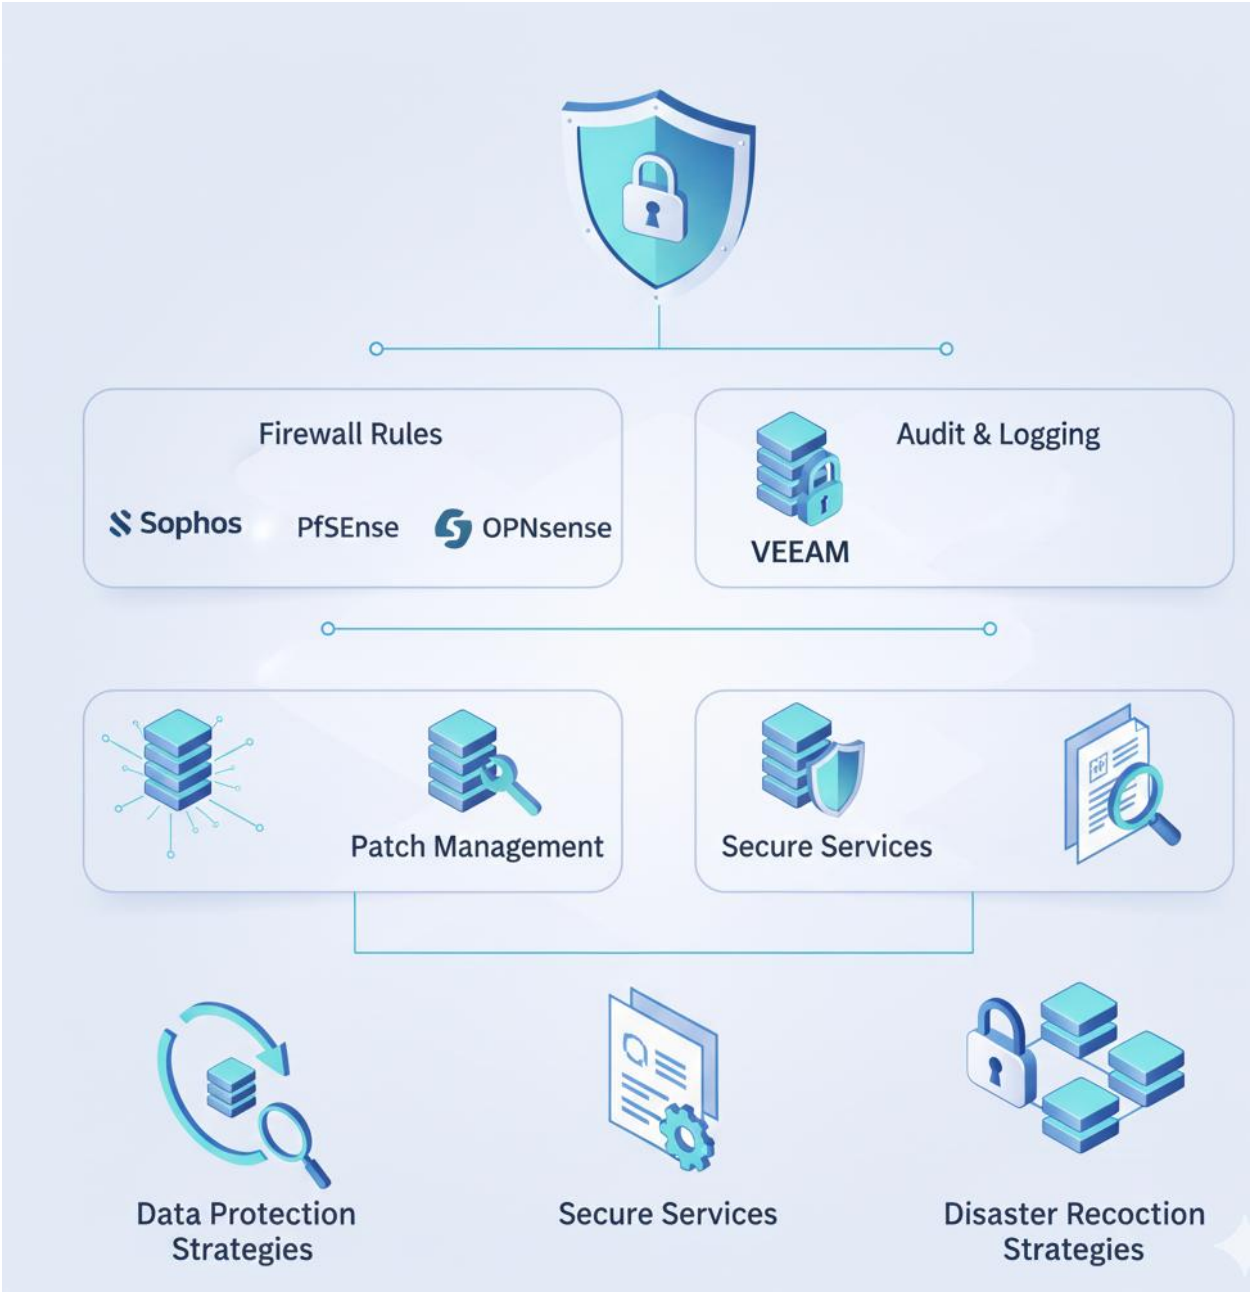 Firewall Rules
Sophos PfSEnse OPNsense
Audit & Logging
VEEAM
Patch Management
Secure Services
Data Protection
Strategies
Secure Services
Disaster Recoction
Strategies